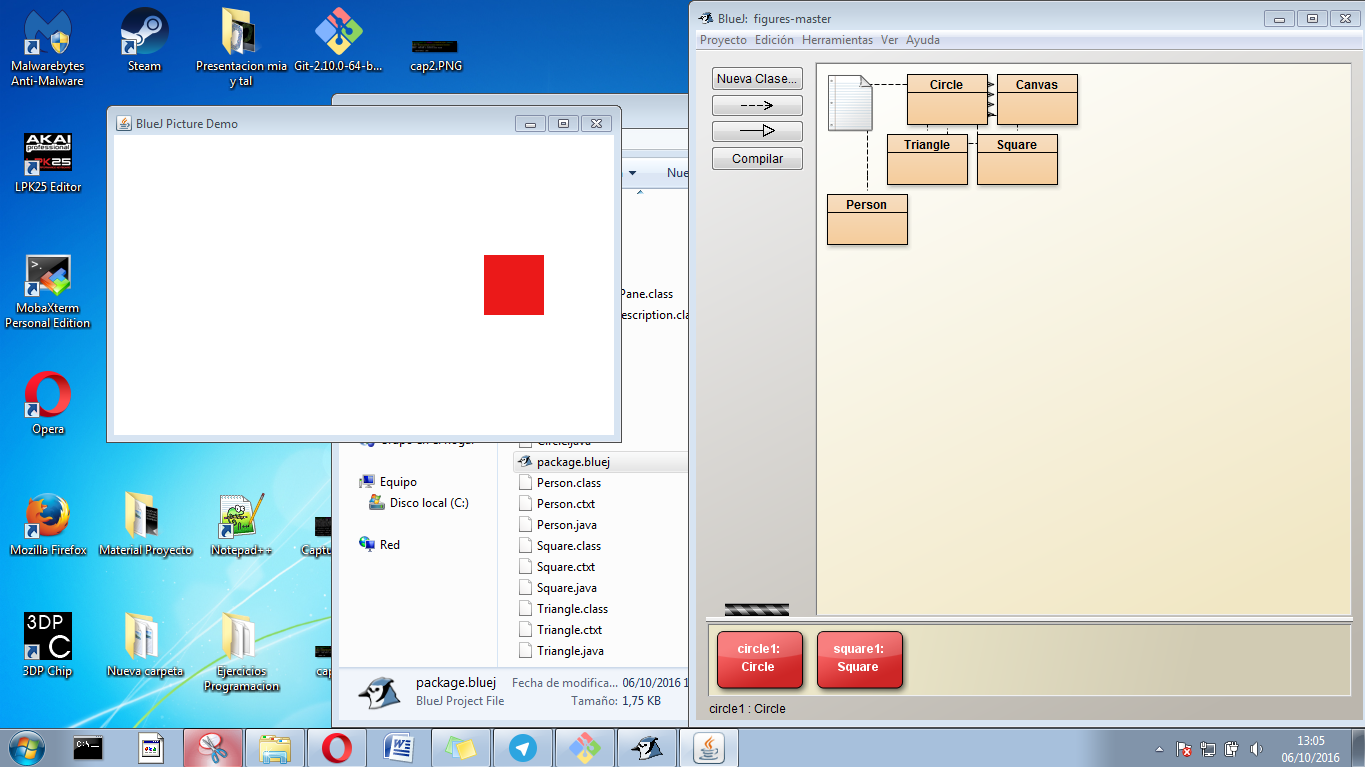 Malwarebytes
Anti-Malware
Steam
Presentacion mia
y tal
Git-2.10.0-64-b...
cap2.PNG
AKAI
professional
LPK25
LPK25 Editor
MobaXterm
Personal Edition
Opera
Mozilla Firefox
Material Proyecto
Notepad++
3DP
C
3DP Chip
Nueva carpeta
Ejercicios
Programacion
BlueJ Picture Demo
Pane.class
Circle.java
package.bluej
Person.class
Person.ctxt
Person.java
Square.class
Square.ctxt
Square.java
Triangle.class
Triangle.ctxt
Triangle.java
Equipo
Disco local (C:)
Red
package.bluej
Fecha de modifica... 06/10/2016 1
BlueJ Project File
Tamaño: 1,75 KB
BlueJ: figures-master
Proyecto Edición Herramientas Ver Ayuda
Nueva Clase...
Compilar
Circle
Canvas
Triangle
Square
Person
circle1:
Circle
square1:
Square
circle1 : Circle
13:05
06/10/2016